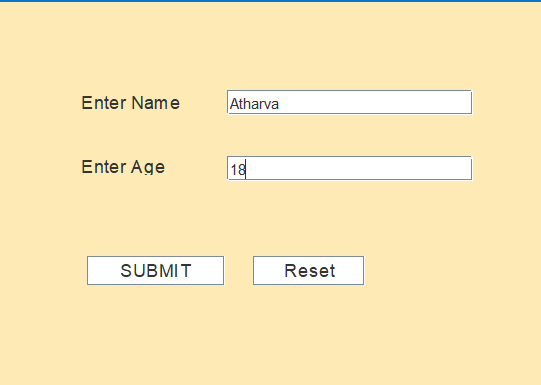 Enter Name Atharva
Enter Age 18
SUBMIT Reset